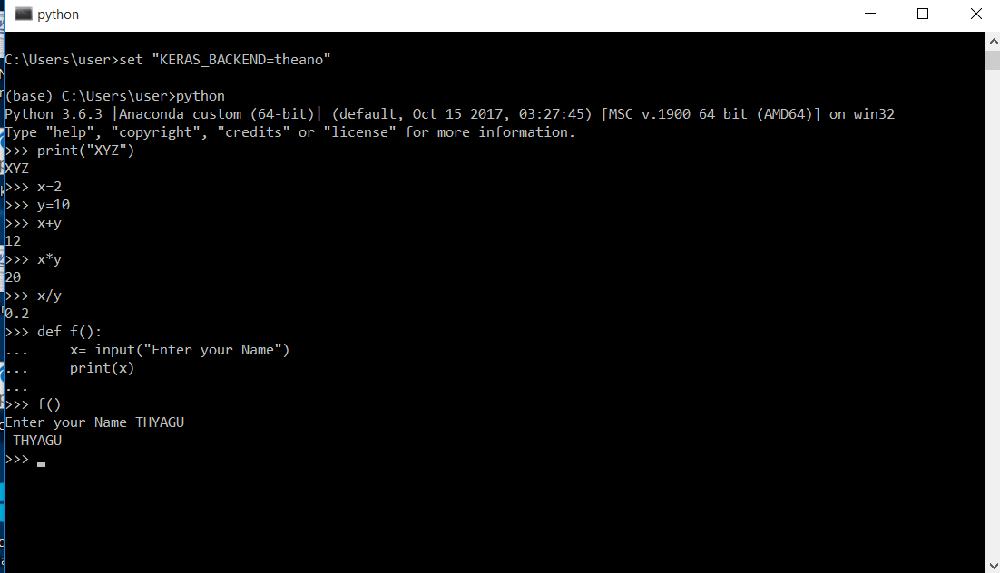 python
C:\Users\user>set "KERAS_BACKEND=theano"
(base) C:\Users\user>python
Python 3.6.3 |Anaconda custom (64-bit)| (default, Oct 15 2017, 03:27:45) [MSC v.1900 64 bit (AMD64)] on win32
Type "help", "copyright", "credits" or "license" for more information.
>>> print("XYZ")
XYZ
>>> x=2
>>> y=10
>>> x+y
12
>>> x*y
20
>>> x/y
0.2
>>> def f():
...     x= input("Enter your Name")
...     print(x)
...
>>> f()
Enter your Name THYAGU
 THYAGU
>>>